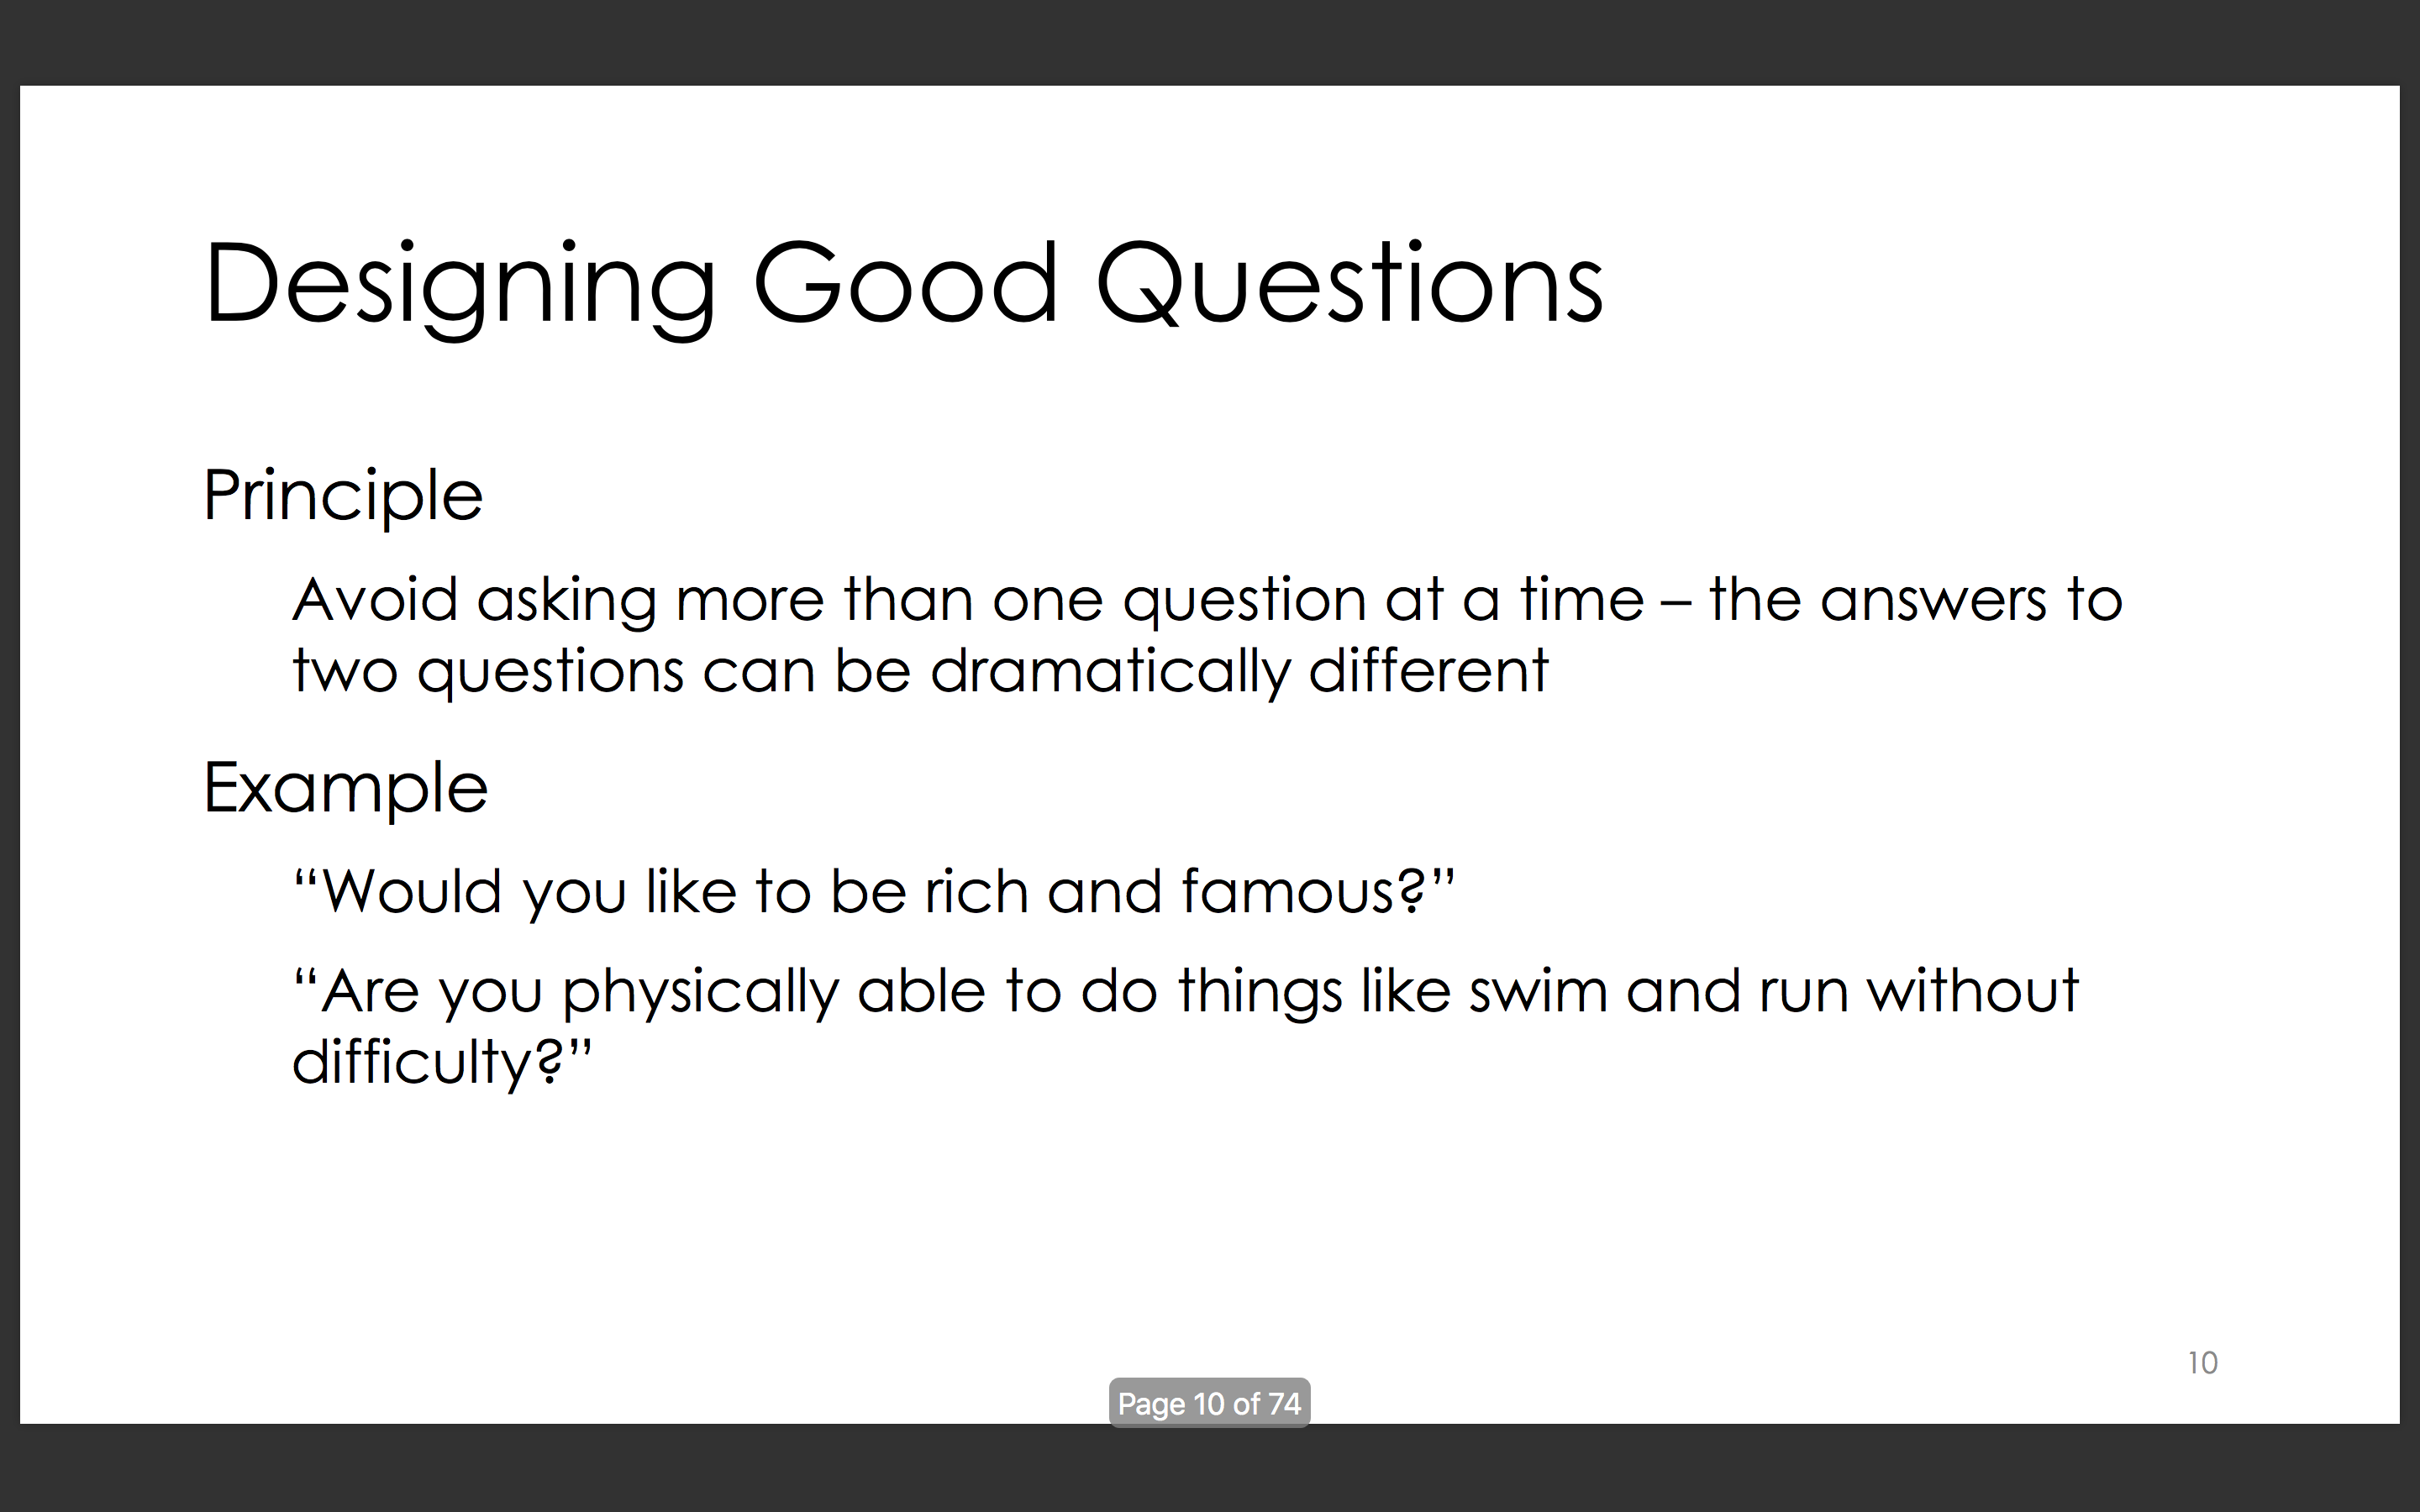 Designing Good Questions
Principle
Avoid asking more than one question at a time – the answers to
two questions can be dramatically different
Example
“Would you like to be rich and famous?”
“Are you physically able to do things like swim and run without
difficulty?”
10
Page 10 of 74